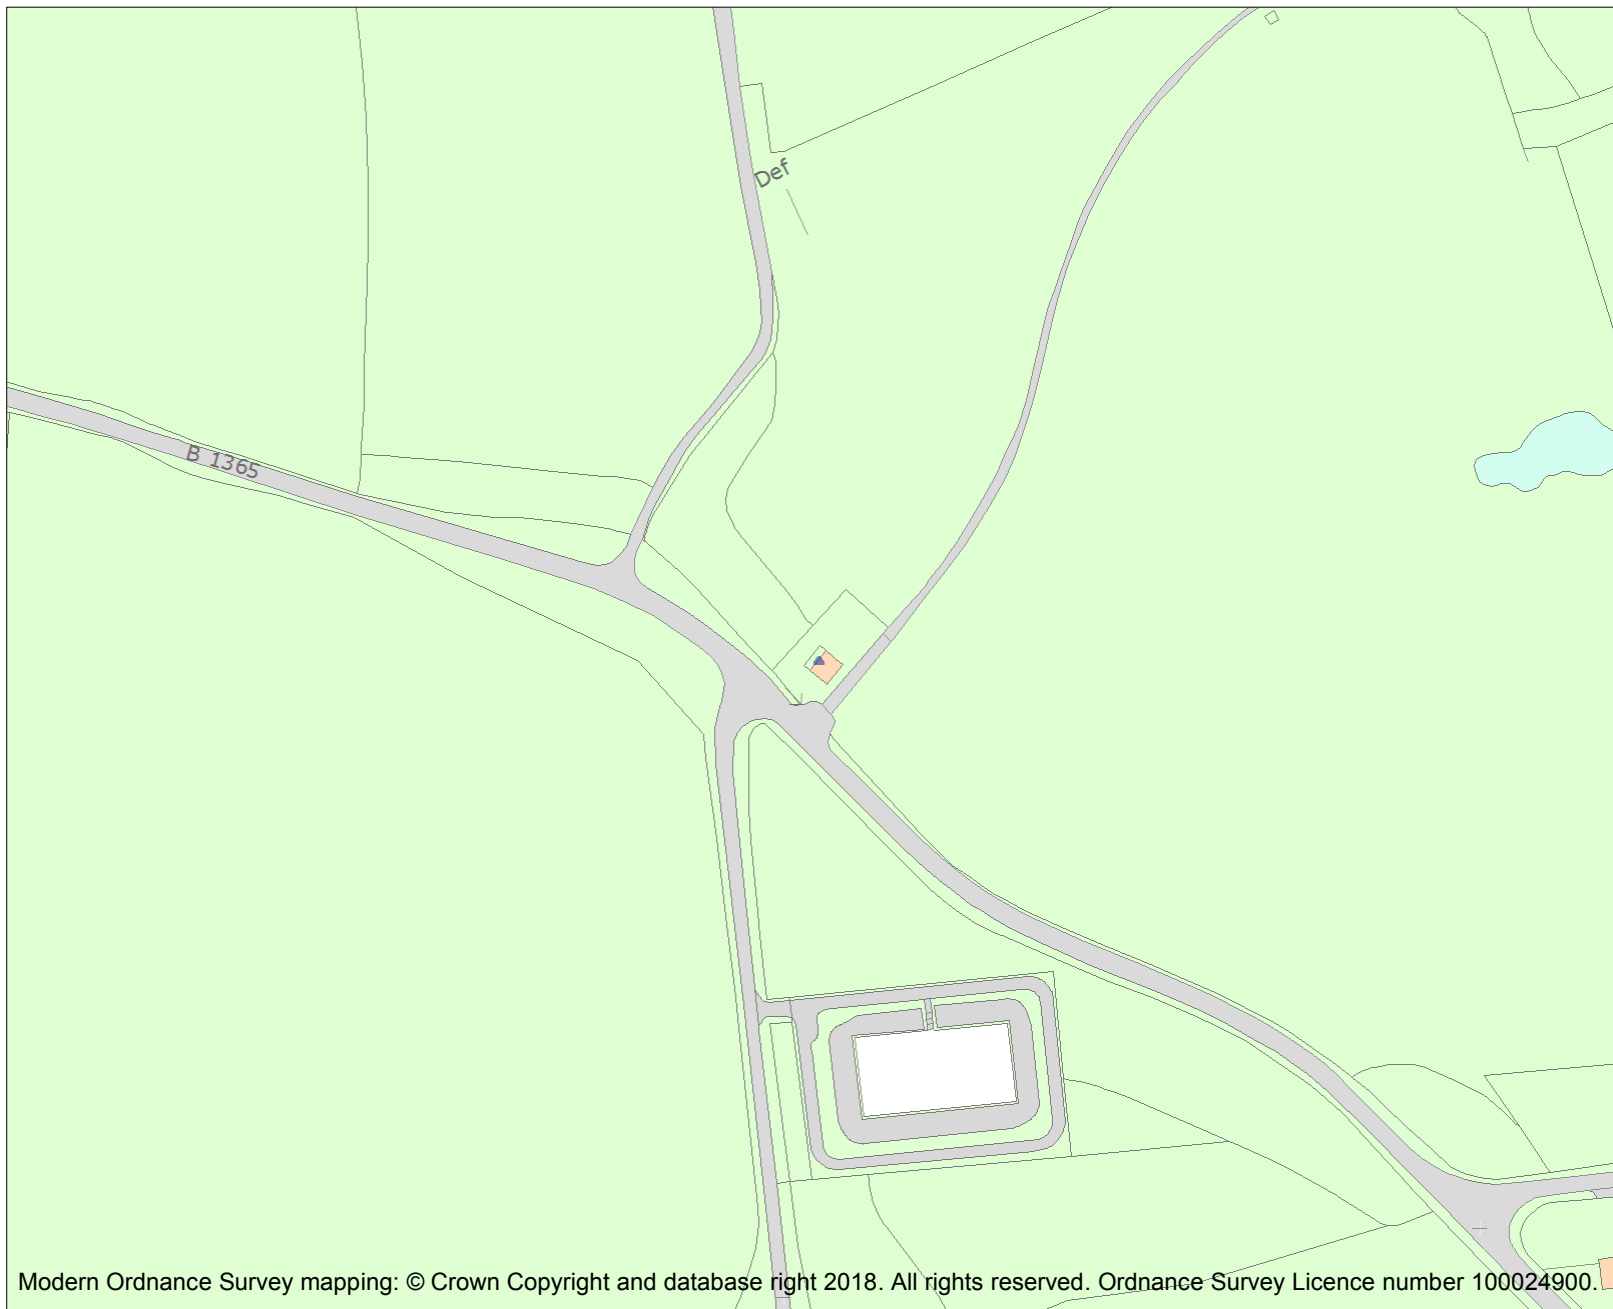 Def
B 1365
Modern Ordnance Survey mapping: © Crown Copyright and database right 2018. All rights reserved. Ordnance Survey Licence number 100024900.